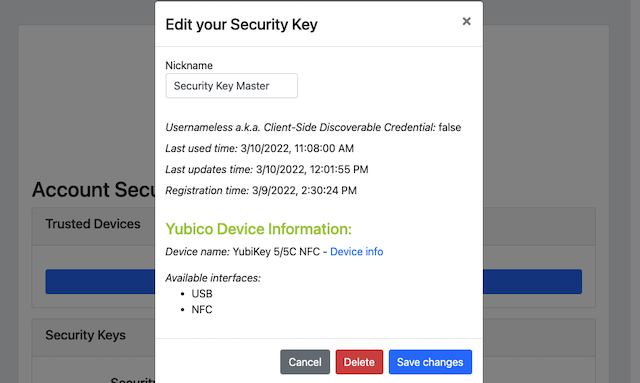 Edit your Security Key
×
Nickname
Security Key Master
Usernameless a.k.a. Client-Side Discoverable Credential: false
Last used time: 3/10/2022, 11:08:00 AM
Last updates time: 3/10/2022, 12:01:55 PM
Registration time: 3/9/2022, 2:30:24 PM
Account Secu
Trusted Devices
Yubico Device Information:
Device name: YubiKey 5/5C NFC - Device info
Available interfaces:
• USB
• NFC
Security Keys
Cancel Delete Save changes
Security